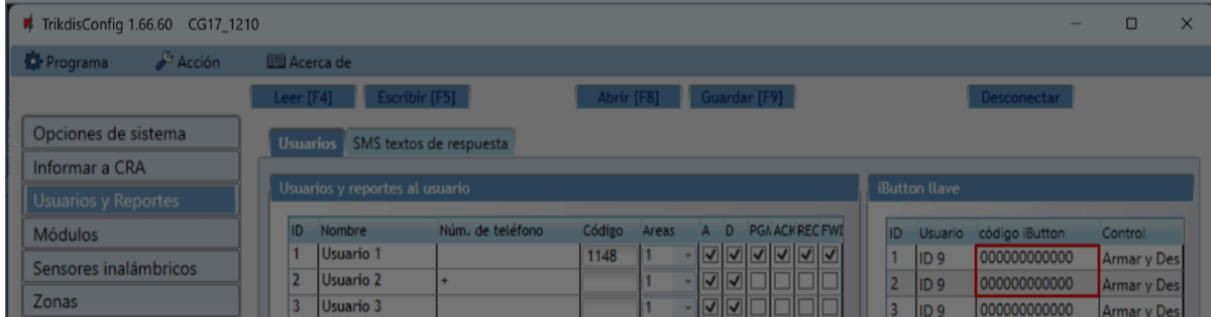 TrikdisConfig 1.66.60 CG17_1210
Programa Acción Acerca de
Leer [F4] Escribir [F5] Abrir [F8] Guardar [F9] Desconectar
Opciones de sistema
Informar a CRA
Usuarios y Reportes
Módulos
Sensores inalámbricos
Zonas
Usuarios SMS textos de respuesta
Usuarios y reportes al usuario
ID Nombre Núm. de teléfono Código Areas A D PGM ACK REC FWD
1 Usuario 1 1148 1
2 Usuario 2 + 1
3 Usuario 3 1
iButton llave
ID Usuario código iButton Control
1 ID 9 000000000000 Armar y Des
2 ID 9 000000000000 Armar y Des
3 ID 9 000000000000 Armar y Des